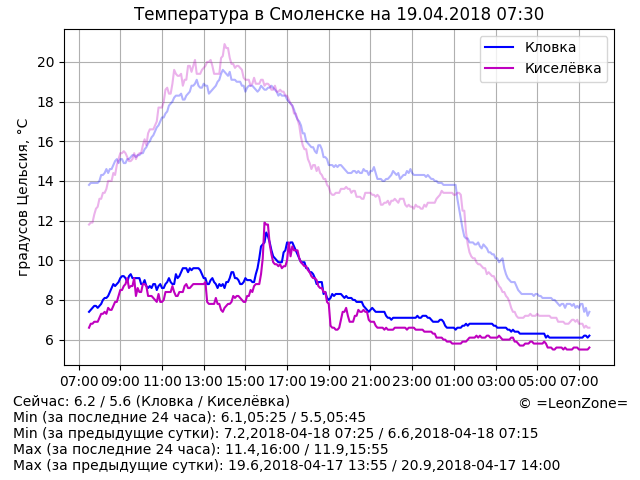 Температура в Смоленске на 19.04.2018 07:30
Кловка
Киселёвка
градусов Цельсия, °C
20
18
16
14
12
10
8
6
07:00 09:00 11:00 13:00 15:00 17:00 19:00 21:00 23:00 01:00 03:00 05:00 07:00
Сейчас: 6.2 / 5.6 (Кловка / Киселёвка)
© =LeonZone=
Min (за последние 24 часа): 6.1,05:25 / 5.5,05:45
Min (за предыдущие сутки): 7.2,2018-04-18 07:25 / 6.6,2018-04-18 07:15
Max (за последние 24 часа): 11.4,16:00 / 11.9,15:55
Max (за предыдущие сутки): 19.6,2018-04-17 13:55 / 20.9,2018-04-17 14:00